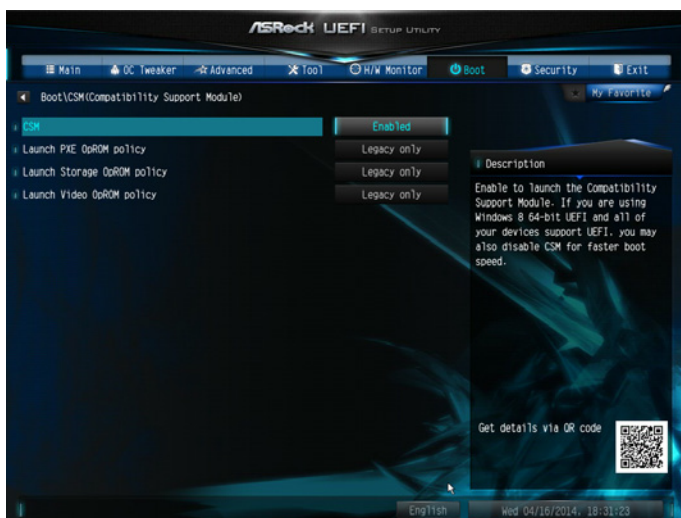 ASRock UEFI SETUP UTILITY
Main OC Tweaker Advanced Tool H/W Monitor Boot Security Exit
Boot\CSM(Compatibility Support Module)
My Favorite
CSM Enabled
Launch PXE OpROM policy Legacy only
Launch Storage OpROM policy Legacy only
Launch Video OpROM policy Legacy only
Description
Enable to launch the Compatibility
Support Module. If you are using
Windows 8 64-bit UEFI and all of
your devices support UEFI, you may
also disable CSM for faster boot
speed.
Get details via QR code
English
Wed 04/16/2014, 18:31:23